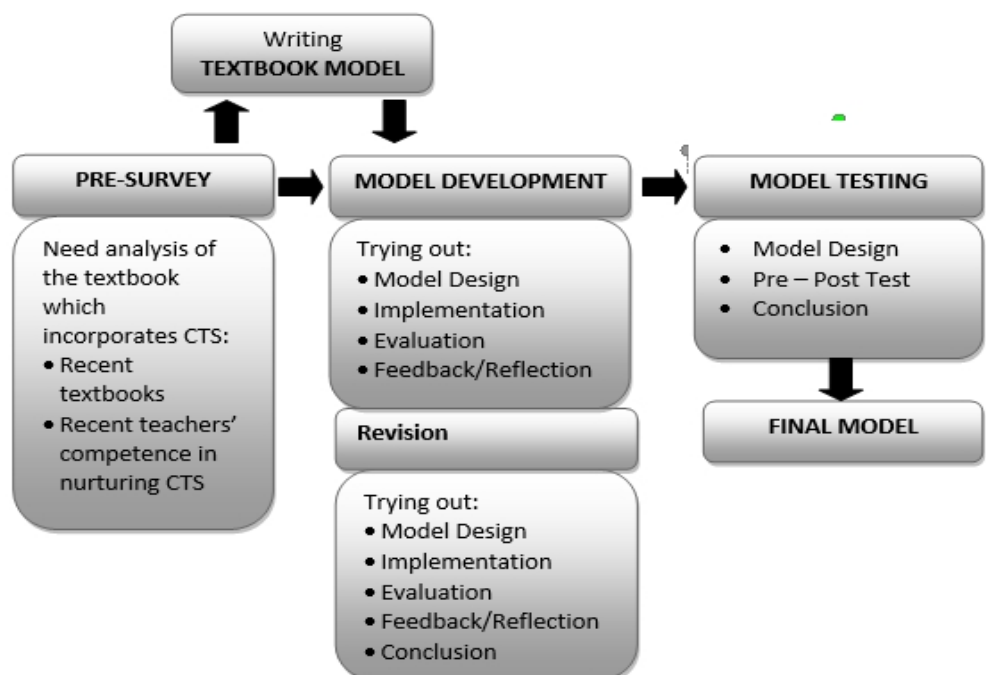 Writing
TEXTBOOK MODEL
PRE-SURVEY
Need analysis of
the textbook
which
incorporates CTS:
• Recent
textbooks
• Recent teachers’
competence in
nurturing CTS
MODEL DEVELOPMENT
Trying out:
• Model Design
• Implementation
• Evaluation
• Feedback/Reflection
Revision
Trying out:
• Model Design
• Implementation
• Evaluation
• Feedback/Reflection
• Conclusion
MODEL TESTING
• Model Design
• Pre – Post Test
• Conclusion
FINAL MODEL